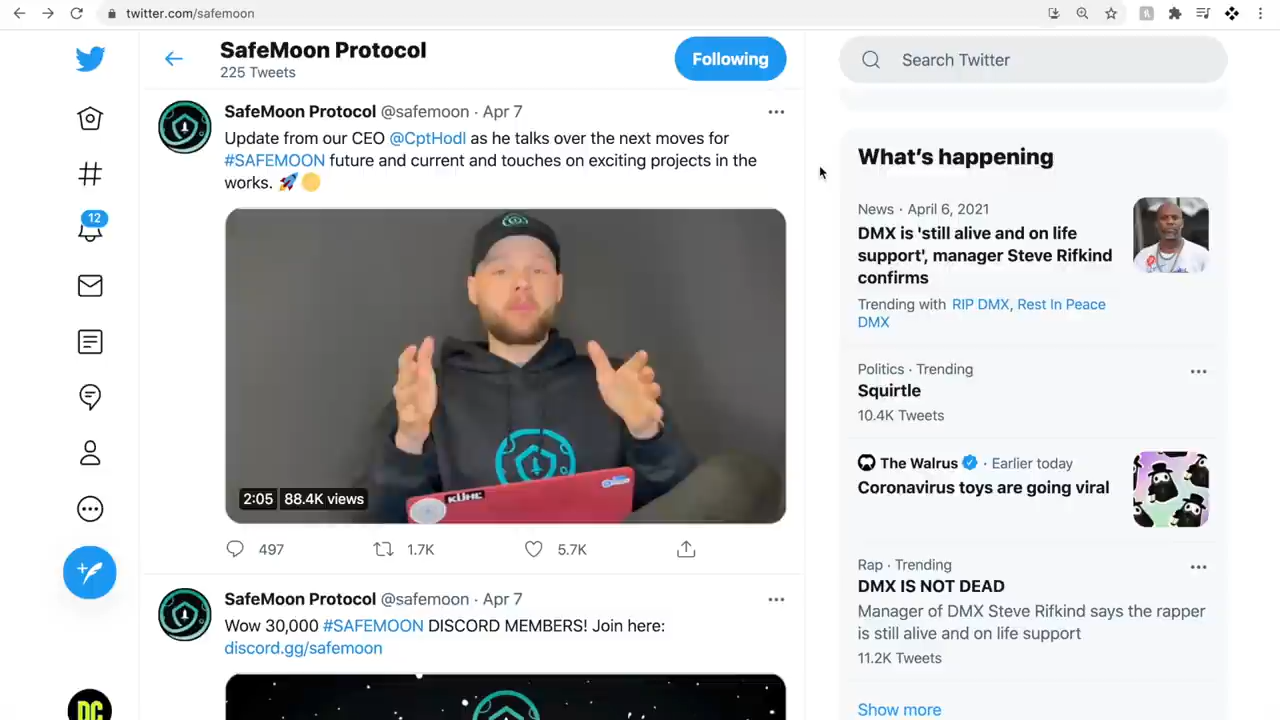 twitter.com/safemoon
SafeMoon Protocol
225 Tweets
Following
Search Twitter
SafeMoon Protocol @safemoon · Apr 7
Update from our CEO @CptHodl as he talks over the next moves for
#SAFEMOON future and current and touches on exciting projects in the
works. 🚀🌕
KÜHL
2:05 88.4K views
497 1.7K 5.7K
SafeMoon Protocol @safemoon · Apr 7
Wow 30,000 #SAFEMOON DISCORD MEMBERS! Join here:
discord.gg/safemoon
12
DC
What's happening
News · April 6, 2021
DMX is 'still alive and on life
support', manager Steve Rifkind
confirms
Trending with RIP DMX, Rest In Peace
DMX
Politics · Trending
Squirtle
10.4K Tweets
The Walrus · Earlier today
Coronavirus toys are going viral
Rap · Trending
DMX IS NOT DEAD
Manager of DMX Steve Rifkind says the rapper
is still alive and on life support
11.2K Tweets
Show more